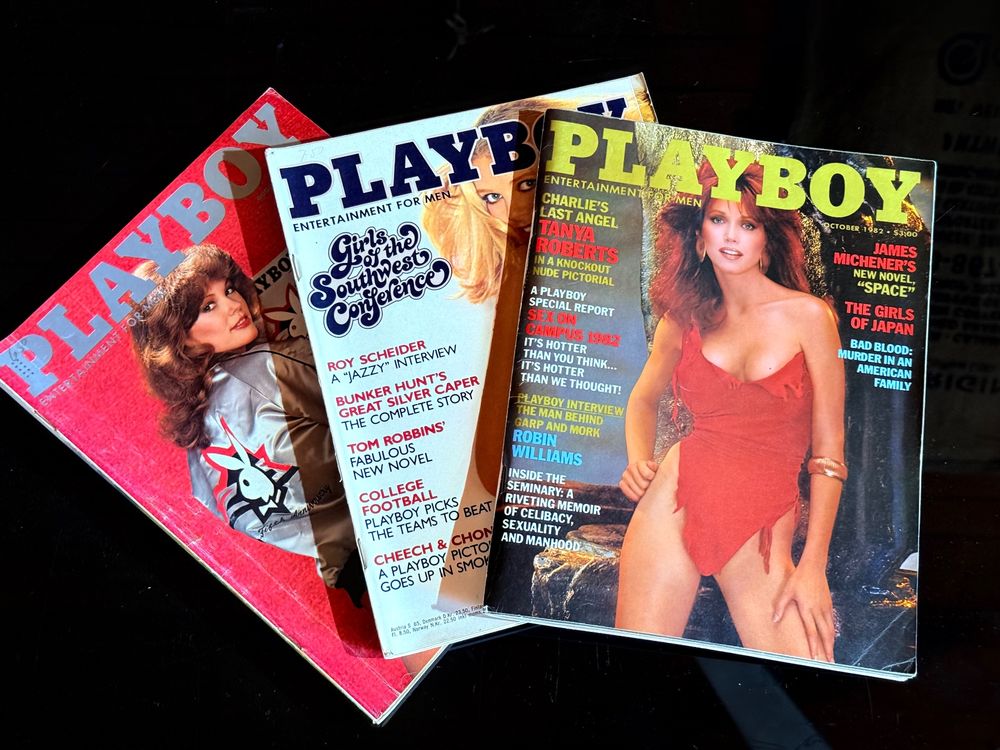 PLAYBOY
ENTERTAINMENT FOR
PLAYBOY
ENTERTAINMENT FOR MEN
Girls
of the
Southwest
Conference
ROY SCHEIDER
A "JAZZY" INTERVIEW
BUNKER HUNT'S
GREAT SILVER CAPER
THE COMPLETE STORY
TOM ROBBINS'
FABULOUS
NEW NOVEL
COLLEGE
FOOTBALL
PLAYBOY PICKS
THE TEAMS TO BEAT
CHEECH & CHON
A PLAYBOY PICTO
GOES UP IN SMOK
PLAYBOY
ENTERTAINMENT FOR MEN
OCTOBER 1982 • $3.00
CHARLIE'S
LAST ANGEL
TANYA
ROBERTS
IN A KNOCKOUT
NUDE PICTORIAL
A PLAYBOY
SPECIAL REPORT
SEX ON
CAMPUS 1982
IT'S HOTTER
THAN YOU THINK...
IT'S HOTTER
THAN WE THOUGHT!
PLAYBOY INTERVIEW
THE MAN BEHIND
GARP AND MORK
ROBIN
WILLIAMS
INSIDE THE
SEMINARY: A
RIVETING MEMOIR
OF CELIBACY,
SEXUALITY
AND MANHOOD
JAMES
MICHENER'S
NEW NOVEL,
"SPACE"
THE GIRLS
OF JAPAN
BAD BLOOD:
MURDER IN AN
AMERICAN
FAMILY